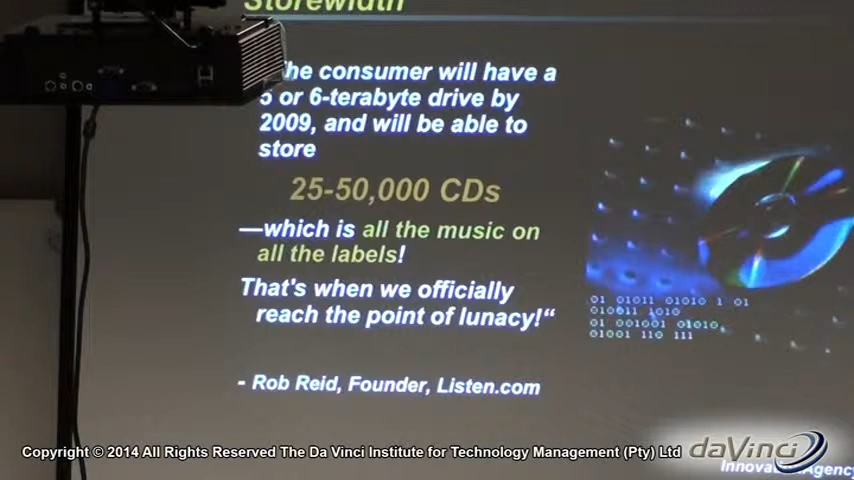 Storewidth
The consumer will have a
5 or 6-terabyte drive by
2009, and will be able to
store
25-50,000 CDs
—which is all the music on
all the labels!
That's when we officially
reach the point of lunacy!“
- Rob Reid, Founder, Listen.com
01 01011 01010 1 01
010011 1010
01 001001 01010
01001 110 111
Copyright © 2014 All Rights Reserved The Da Vinci Institute for Technology Management (Pty) Ltd
daVinci